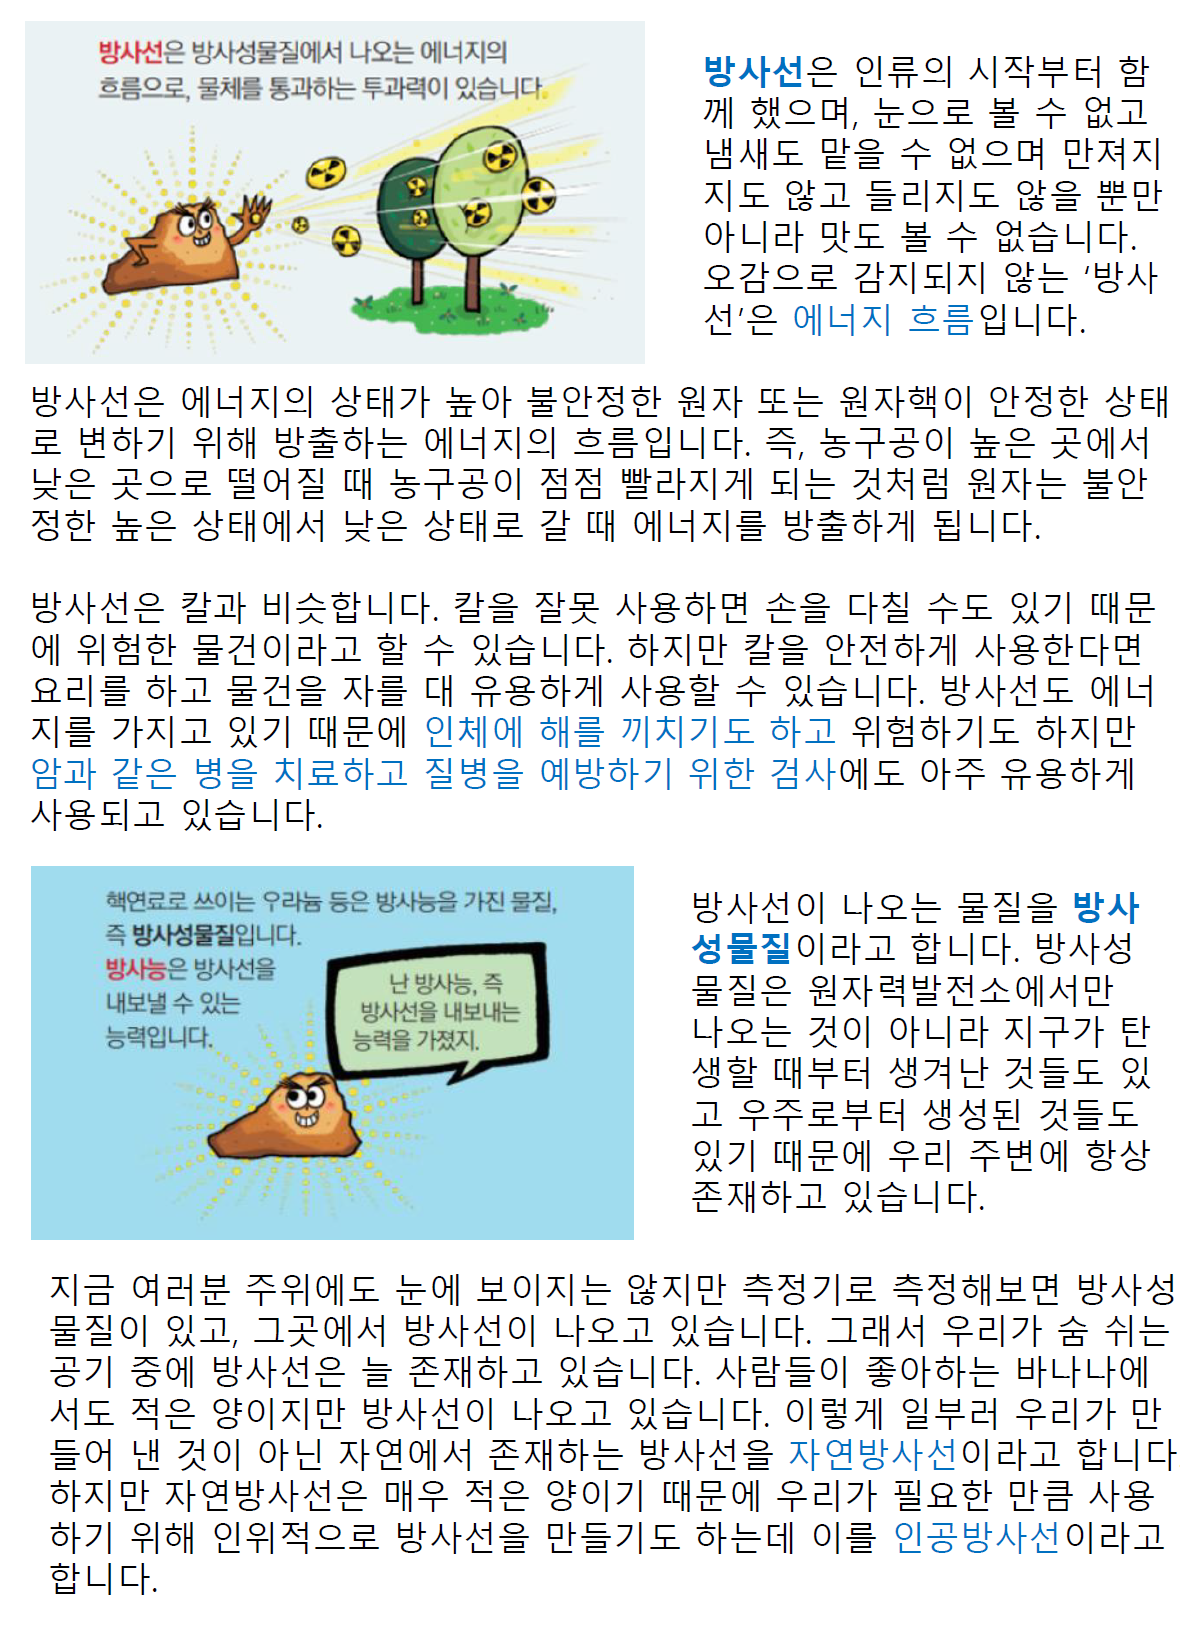 방사선은 방사성물질에서 나오는 에너지의
흐름으로, 물체를 통과하는 투과력이 있습니다.
방사선은 인류의 시작부터 함
께 했으며, 눈으로 볼 수 없고
냄새도 맡을 수 없으며 만져지
지도 않고 들리지도 않을 뿐만
아니라 맛도 볼 수 없습니다.
오감으로 감지되지 않는 ‘방사
선’은 에너지 흐름입니다.
방사선은 에너지의 상태가 높아 불안정한 원자 또는 원자핵이 안정한 상태
로 변하기 위해 방출하는 에너지의 흐름입니다. 즉, 농구공이 높은 곳에서
낮은 곳으로 떨어질 때 농구공이 점점 빨라지게 되는 것처럼 원자는 불안
정한 높은 상태에서 낮은 상태로 갈 때 에너지를 방출하게 됩니다.
방사선은 칼과 비슷합니다. 칼을 잘못 사용하면 손을 다칠 수도 있기 때문
에 위험한 물건이라고 할 수 있습니다. 하지만 칼을 안전하게 사용한다면
요리를 하고 물건을 자를 대 유용하게 사용할 수 있습니다. 방사선도 에너
지를 가지고 있기 때문에 인체에 해를 끼치기도 하고 위험하기도 하지만
암과 같은 병을 치료하고 질병을 예방하기 위한 검사에도 아주 유용하게
사용되고 있습니다.
핵연료로 쓰이는 우라늄 등은 방사능을 가진 물질,
즉 방사성물질입니다.
방사능은 방사선을
내보낼 수 있는
능력입니다.
난 방사능, 즉
방사선을 내보내는
능력을 가졌지.
방사선이 나오는 물질을 방사
성물질이라고 합니다. 방사성
물질은 원자력발전소에서만
나오는 것이 아니라 지구가 탄
생할 때부터 생겨난 것들도 있
고 우주로부터 생성된 것들도
있기 때문에 우리 주변에 항상
존재하고 있습니다.
지금 여러분 주위에도 눈에 보이지는 않지만 측정기로 측정해보면 방사성
물질이 있고, 그곳에서 방사선이 나오고 있습니다. 그래서 우리가 숨 쉬는
공기 중에 방사선은 늘 존재하고 있습니다. 사람들이 좋아하는 바나나에
서도 적은 양이지만 방사선이 나오고 있습니다. 이렇게 일부러 우리가 만
들어 낸 것이 아닌 자연에서 존재하는 방사선을 자연방사선이라고 합니다
하지만 자연방사선은 매우 적은 양이기 때문에 우리가 필요한 만큼 사용
하기 위해 인위적으로 방사선을 만들기도 하는데 이를 인공방사선이라고
합니다.